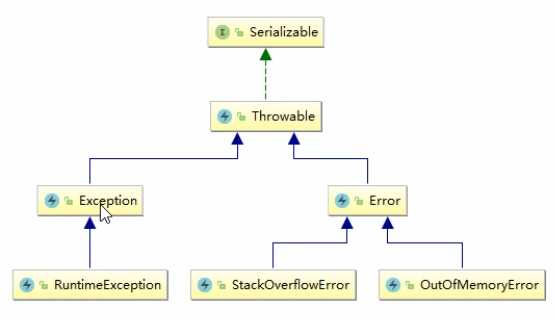 I Serializable
Throwable
Exception
Error
RuntimeException
StackOverflowError
OutOfMemoryError